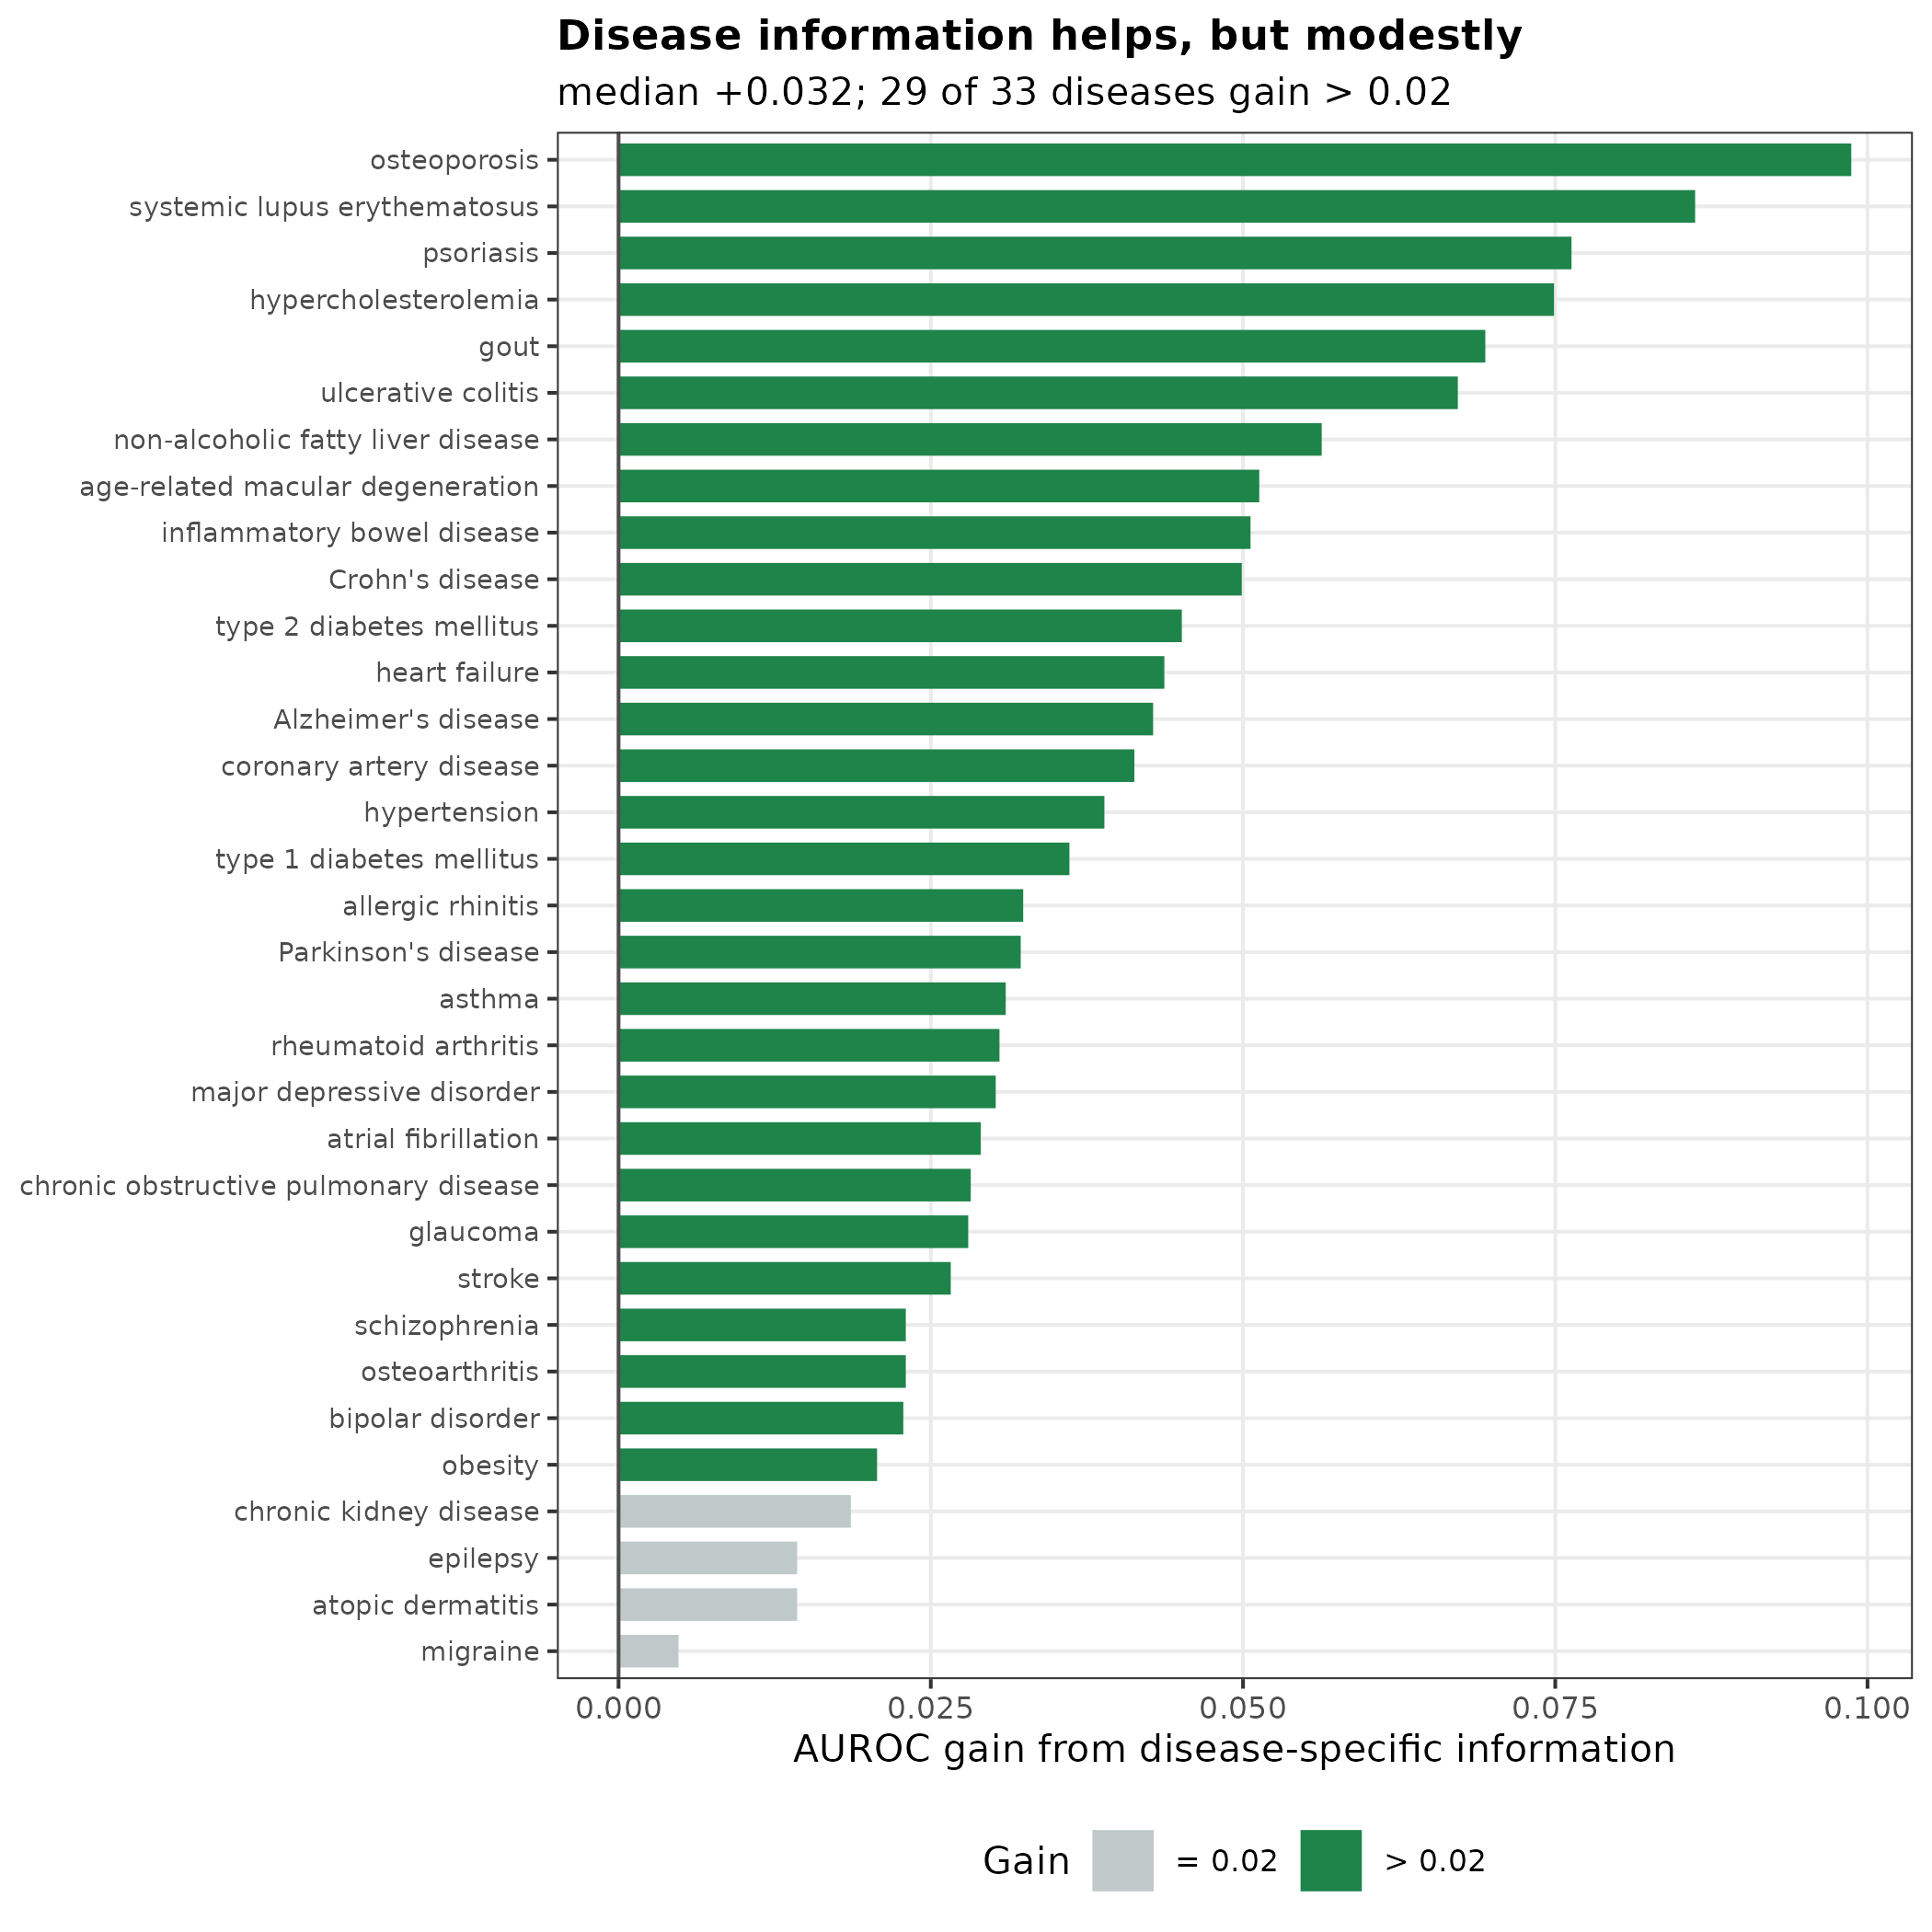 Disease information helps, but modestly
median +0.032; 29 of 33 diseases gain > 0.02
osteoporosis
systemic lupus erythematosus
psoriasis
hypercholesterolemia
gout
ulcerative colitis
non-alcoholic fatty liver disease
age-related macular degeneration
inflammatory bowel disease
Crohn's disease
type 2 diabetes mellitus
heart failure
Alzheimer's disease
coronary artery disease
hypertension
type 1 diabetes mellitus
allergic rhinitis
Parkinson's disease
asthma
rheumatoid arthritis
major depressive disorder
atrial fibrillation
chronic obstructive pulmonary disease
glaucoma
stroke
schizophrenia
osteoarthritis
bipolar disorder
obesity
chronic kidney disease
epilepsy
atopic dermatitis
migraine
0.000 0.025 0.050 0.075 0.100
AUROC gain from disease-specific information
Gain = 0.02 > 0.02